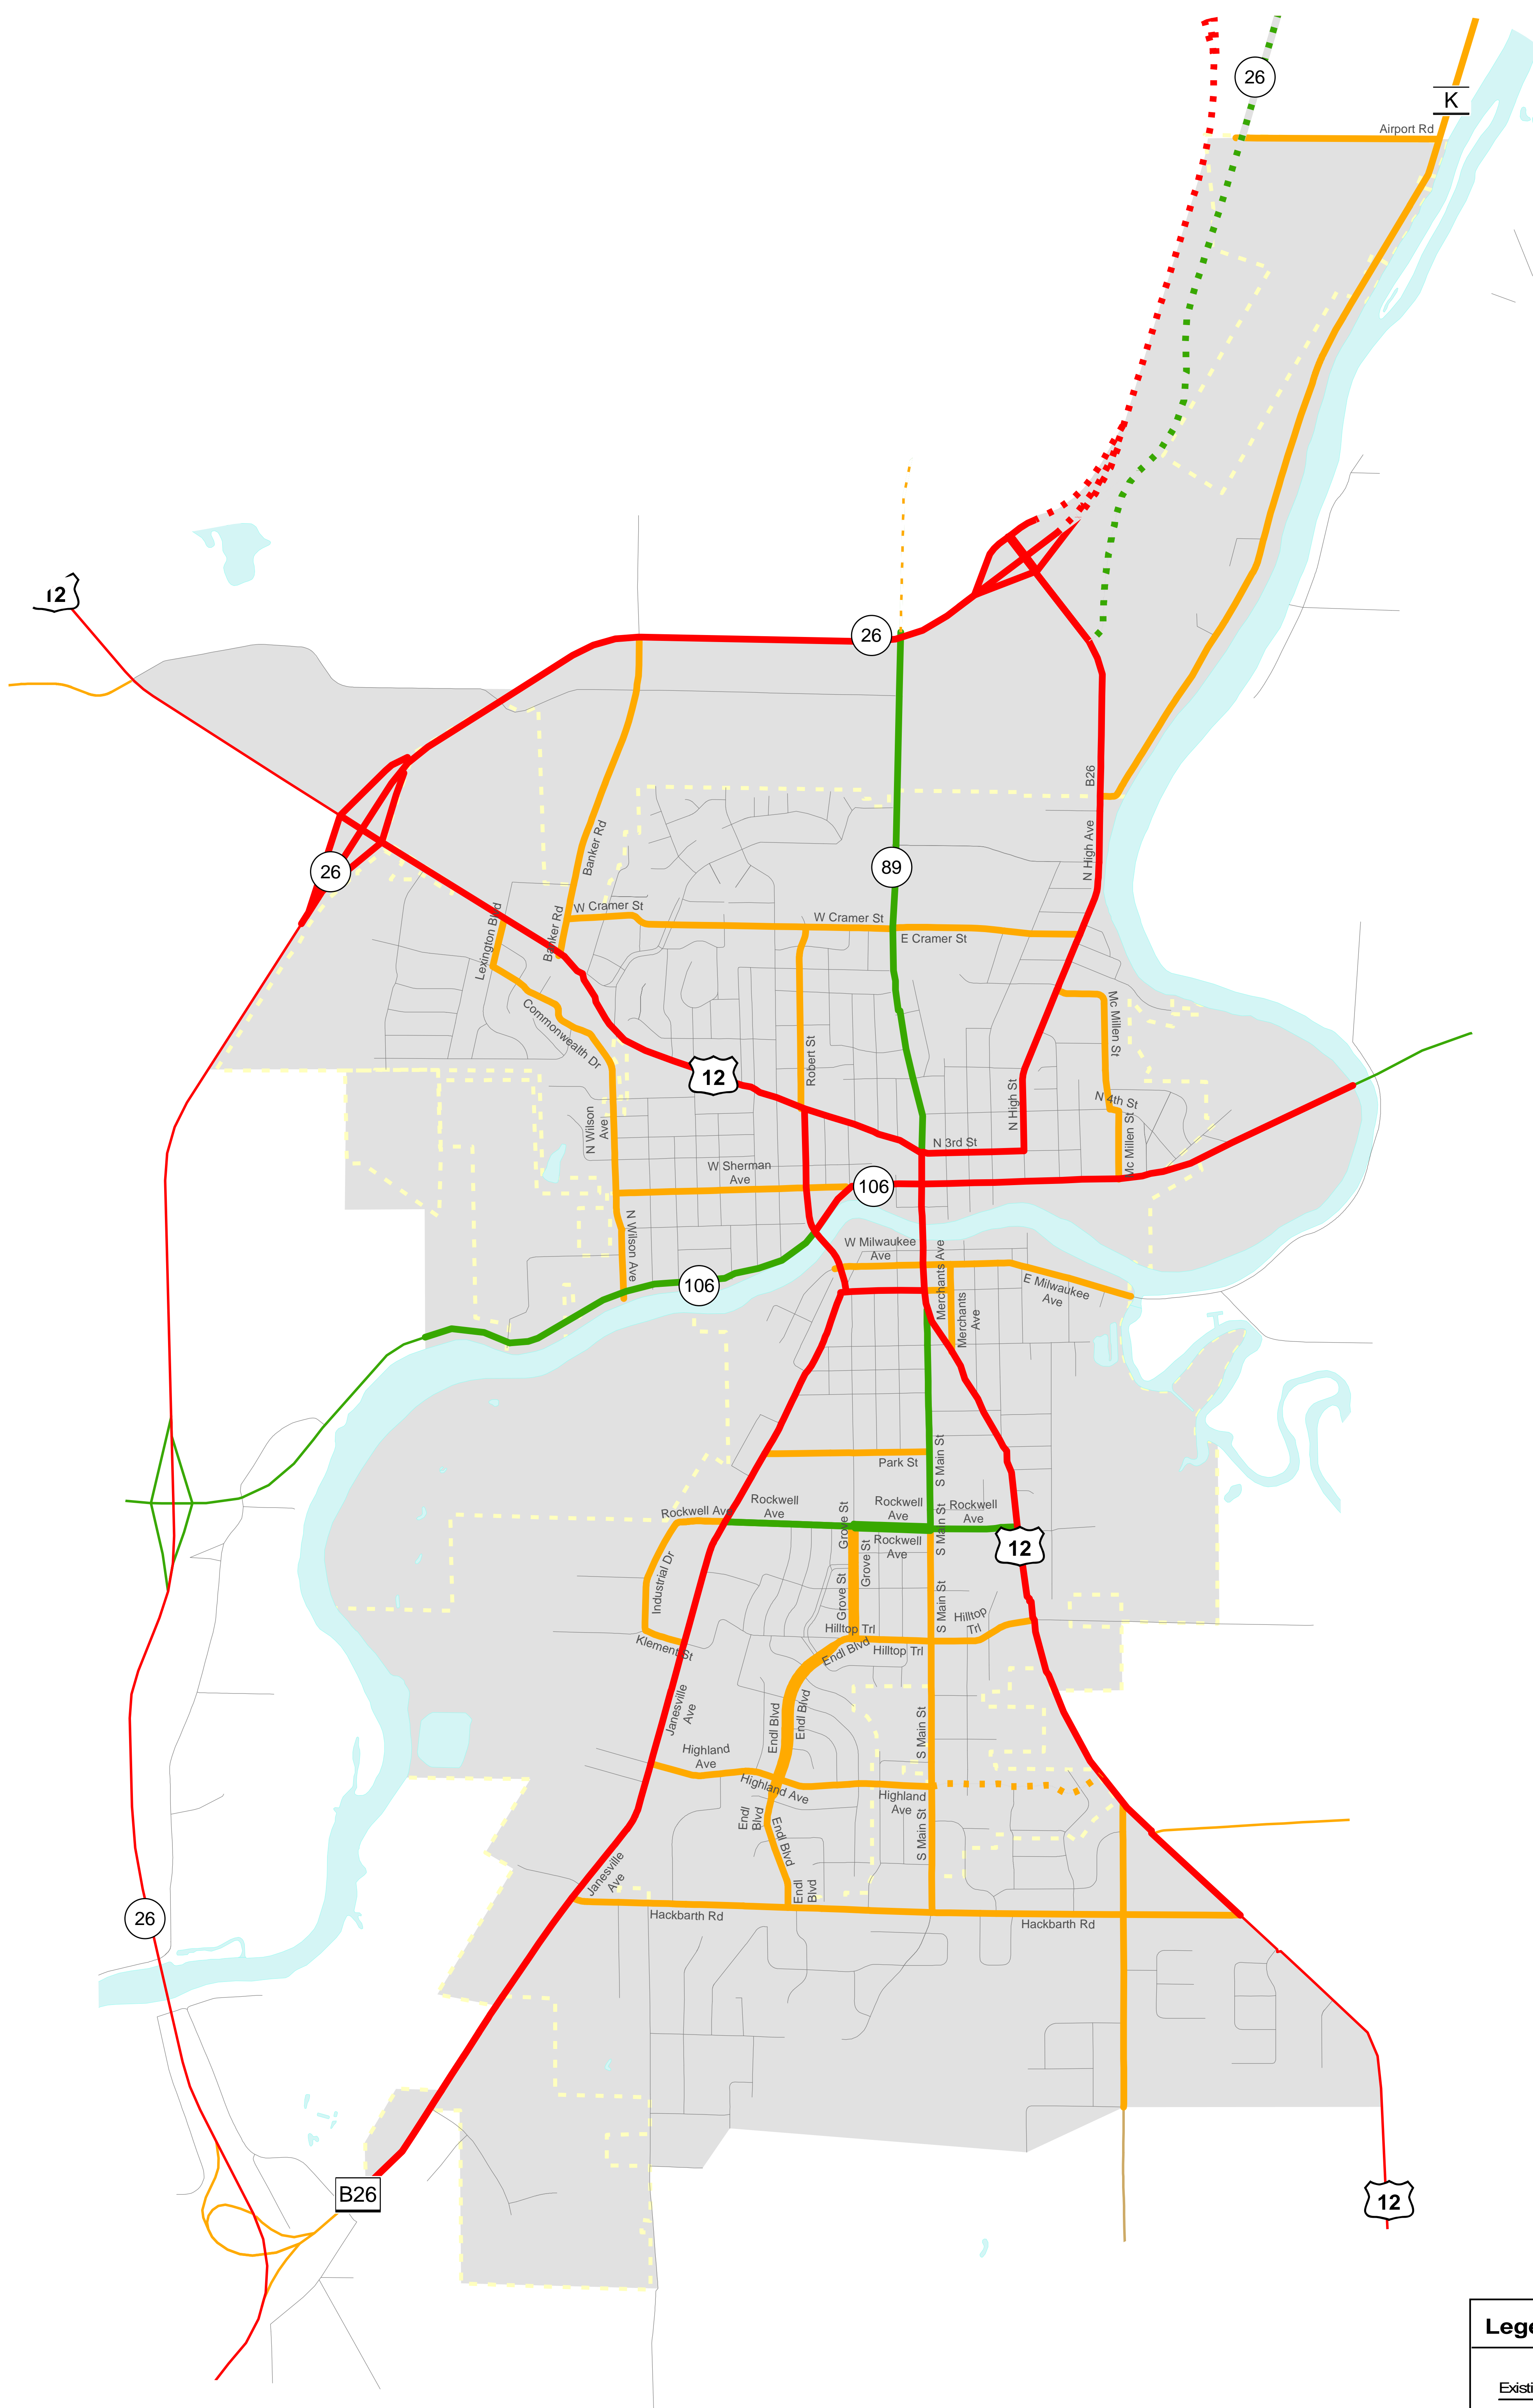 26
K
Airport Rd
12
26
B26
Banker Rd
N High Ave
89
26
W Cramer St
W Cramer St
E Cramer St
Lexington Blvd
Banker Rd
Commonwealth Dr
Mc Millen St
Robert St
12
N High St
N 4th St
N Wilson
Ave
N 3rd St
Mc Millen St
W Sherman
Ave
106
N Wilson Ave
W Milwaukee
Ave
Merchants Ave
106
E Milwaukee
Ave
Merchants
Ave
S Main St
Park St
Rockwell Ave
Rockwell
Ave
Rockwell
Ave
Rockwell
Ave
Grove St
S Main St
Rockwell
Ave
12
Grove St
Industrial Dr
Grove St
S Main St
Hilltop
Trl
Hilltop Trl
Klement St
Endl Blvd
Hilltop Trl
Janesville
Ave
Endl Blvd
Endl Blvd
S Main St
Highland
Ave
Highland Ave
Highland
Ave
Endl
Blvd
Endl Blvd
S Main St
Janesville
Ave
Endl
Blvd
Hackbarth Rd
Hackbarth Rd
26
B26
12
Lege
Existi